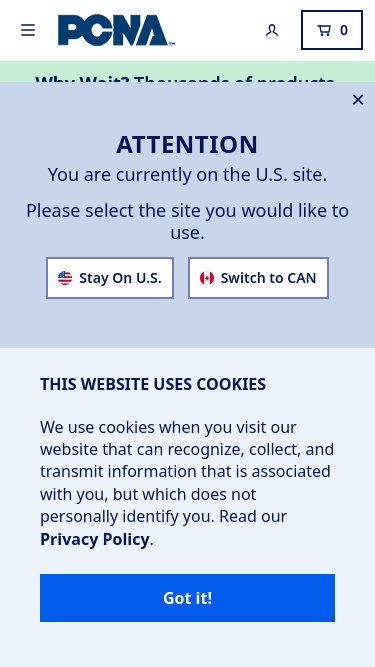 PCNA™
0
Why Wait? Thousands of products
ATTENTION
You are currently on the U.S. site.
Please select the site you would like to
use.
Stay On U.S.
Switch to CAN
THIS WEBSITE USES COOKIES
We use cookies when you visit our
website that can recognize, collect, and
transmit information that is associated
with you, but which does not
personally identify you. Read our
Privacy Policy.
Got it!